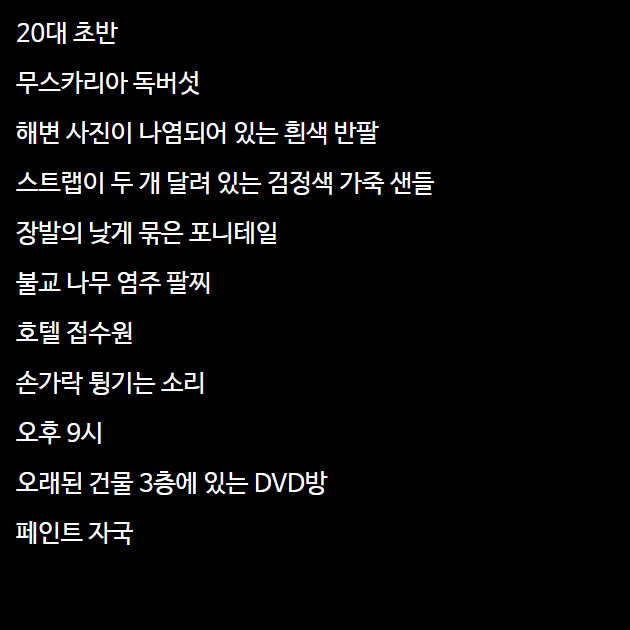 20대 초반
무스카리아 독버섯
해변 사진이 나염되어 있는 흰색 반팔
스트랩이 두 개 달려 있는 검정색 가죽 샌들
장발의 낮게 묶은 포니테일
불교 나무 염주 팔찌
호텔 접수원
손가락 튕기는 소리
오후 9시
오래된 건물 3층에 있는 DVD방
페인트 자국